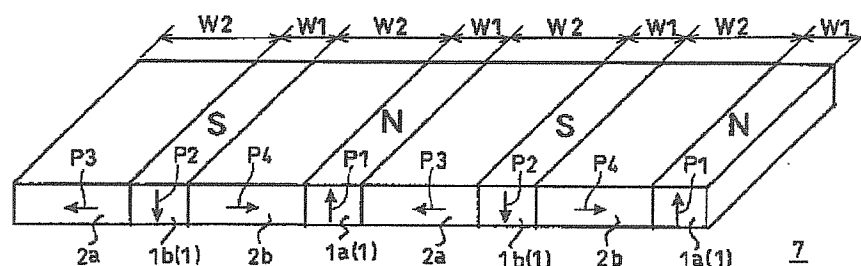 W2 W1 W2 W1 W2 W1 W2 W1
S N S N
P3 P2 P4 P1 P3 P2 P4 P1
2a 1b(1) 2b 1a(1) 2a 1b(1) 2b 1a(1)
7